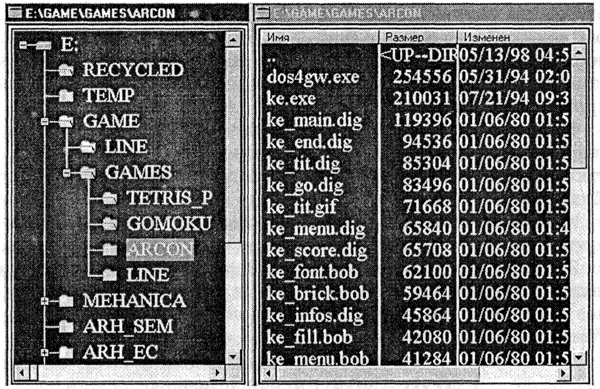 E:\GAME\GAMES\ARCON
E:
RECYCLED
TEMP
GAME
LINE
GAMES
TETRIS_P
GOMOKU
ARCON
LINE
MEHANICA
ARH_SEM
ARH_EC
E:\GAME\GAMES\ARCON
Имя Размер Изменен
.. <UP--DIR 05/13/98 04:5
dos4gw.exe 254556 05/31/94 02:0
ke.exe 210031 07/21/94 09:3
ke_main.dig 119396 01/06/80 01:5
ke_end.dig 94536 01/06/80 01:5
ke_tit.dig 85304 01/06/80 01:5
ke_go.dig 83496 01/06/80 01:5
ke_tit.gif 71668 01/06/80 01:5
ke_menu.dig 65840 01/06/80 01:4
ke_score.dig 65708 01/06/80 01:5
ke_font.bob 62100 01/06/80 01:5
ke_brick.bob 59464 01/06/80 01:5
ke_infos.dig 45864 01/06/80 01:5
ke_fill.bob 42080 01/06/80 01:5
ke_menu.bob 41284 01/06/80 01:5